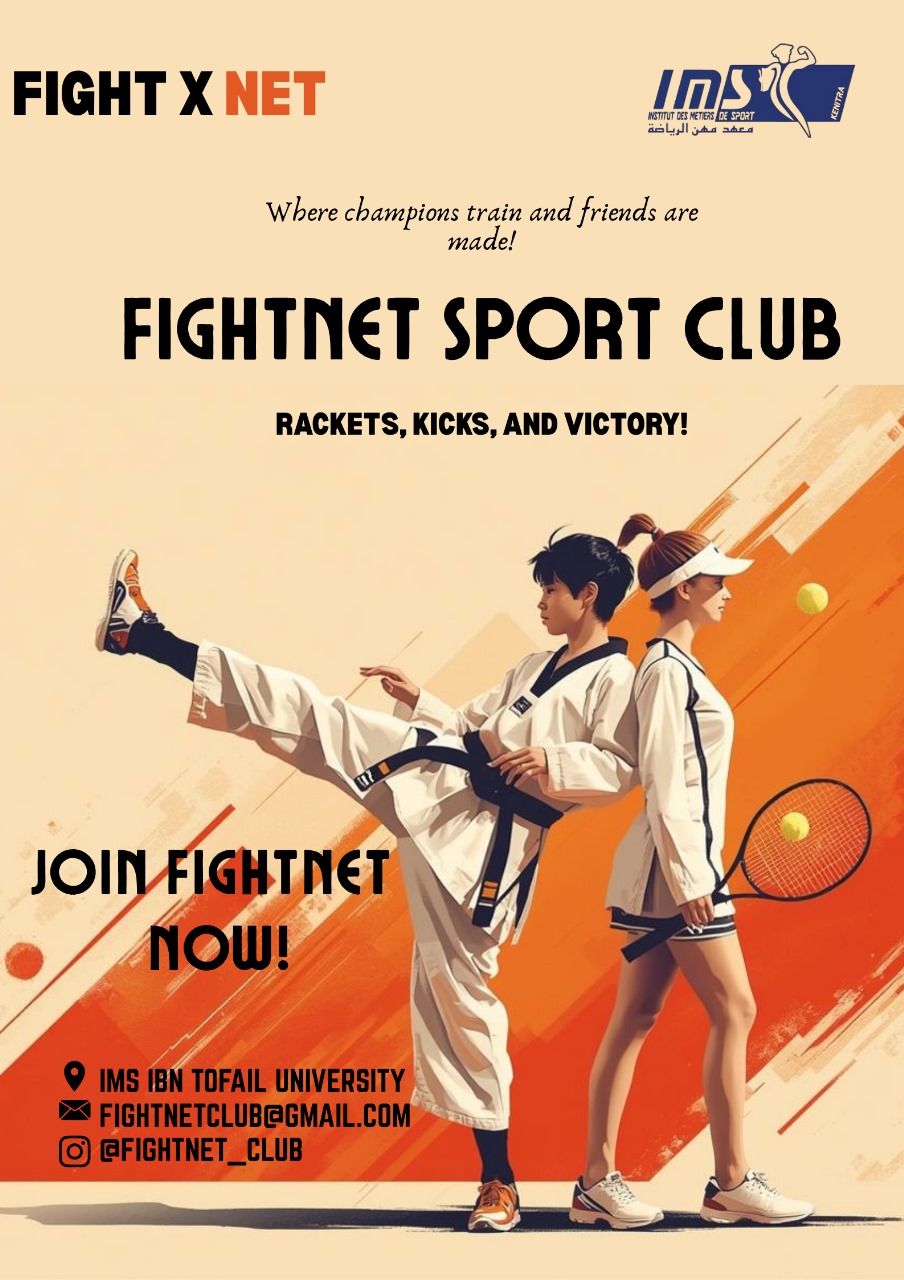 FIGHT X NET
IMS
INSTITUT DES METIERS DE SPORT
معهد مهن الرياضة
KENITRA
Where champions train and friends are
made!
FIGHTNET SPORT CLUB
RACKETS, KICKS, AND VICTORY!
JOIN FIGHTNET
NOW!
IMS IBN TOFAIL UNIVERSITY
FIGHTNETCLUB@GMAIL.COM
@FIGHTNET_CLUB